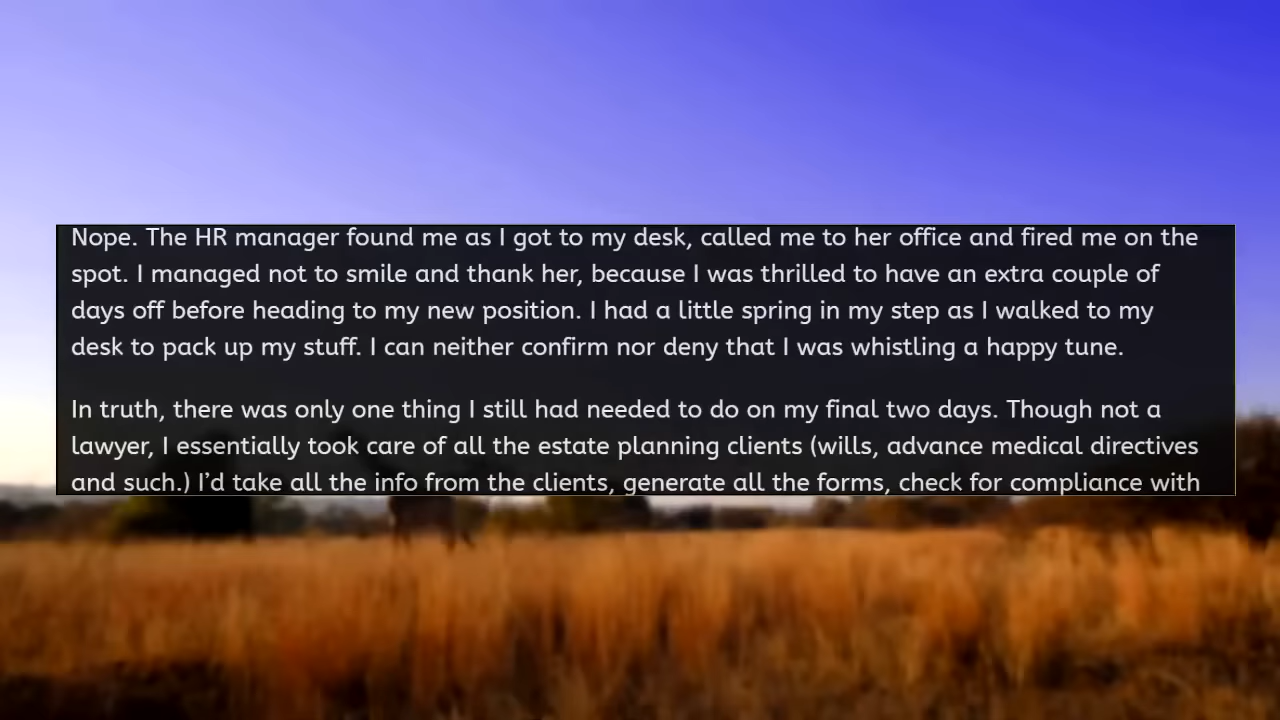 Nope. The HR manager found me as I got to my desk, called me to her office and fired me on the
spot. I managed not to smile and thank her, because I was thrilled to have an extra couple of
days off before heading to my new position. I had a little spring in my step as I walked to my
desk to pack up my stuff. I can neither confirm nor deny that I was whistling a happy tune.
In truth, there was only one thing I still had needed to do on my final two days. Though not a
lawyer, I essentially took care of all the estate planning clients (wills, advance medical directives
and such.) I’d take all the info from the clients, generate all the forms, check for compliance with